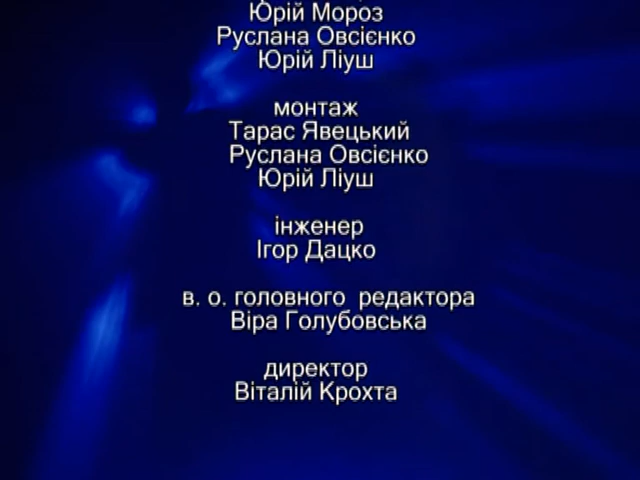 Юрій Мороз
Руслана Овсієнко
Юрій Ліуш
монтаж
Тарас Явецький
Руслана Овсієнко
Юрій Ліуш
інженер
Ігор Дацко
в. о. головного редактора
Віра Голубовська
директор
Віталій Крохта